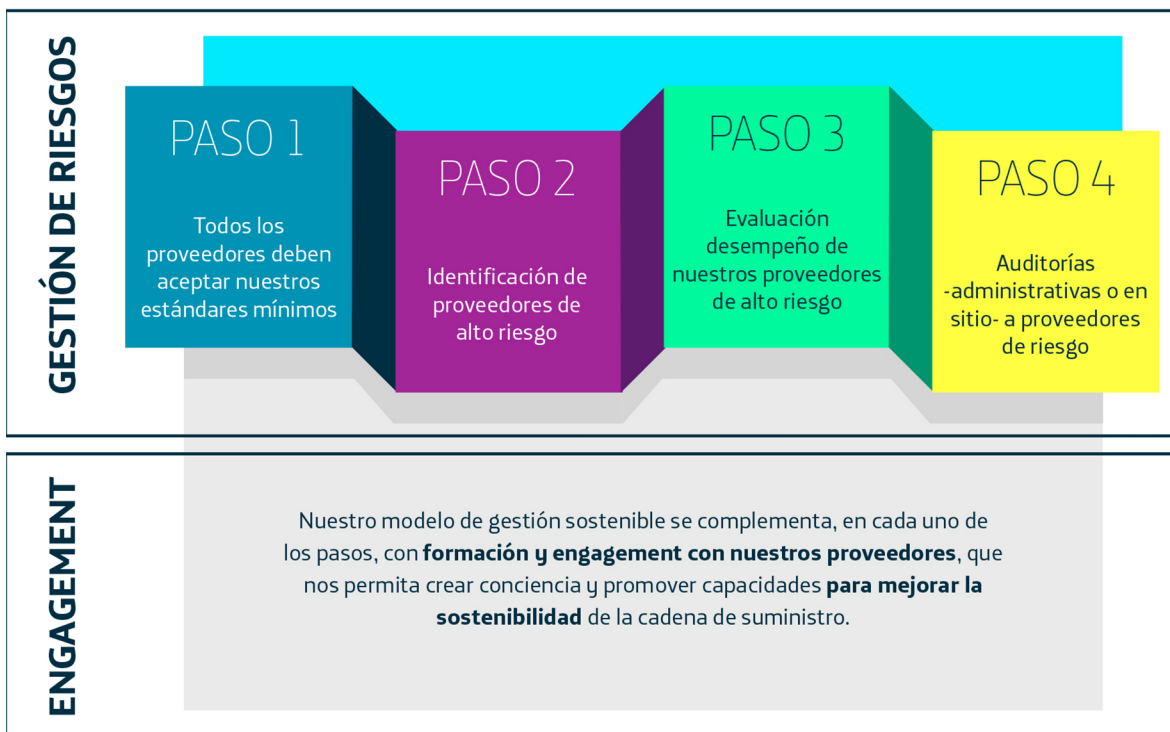 GESTIÓN DE RIESGOS
PASO 1
Todos los
proveedores deben
aceptar nuestros
estándares mínimos
PASO 2
Identificación de
proveedores de
alto riesgo
PASO 3
Evaluación
desempeño de
nuestros proveedores
de alto riesgo
PASO 4
Auditorías
-administrativas o en
sitio- a proveedores
de riesgo
ENGAGEMENT
Nuestro modelo de gestión sostenible se complementa, en cada uno de
los pasos, con formación y engagement con nuestros proveedores, que
nos permita crear conciencia y promover capacidades para mejorar la
sostenibilidad de la cadena de suministro.